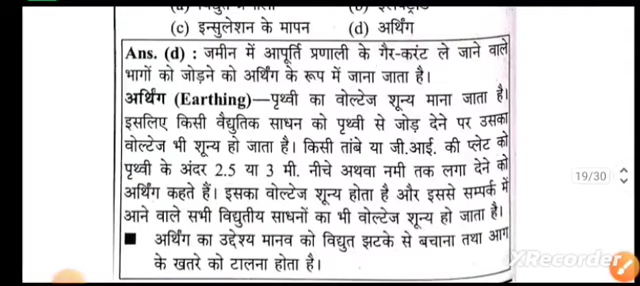 (c) इन्सुलेशन के मापन (d) अर्थिंग
Ans. (d) : जमीन में आपूर्ति प्रणाली के गैर-करंट ले जाने वाले
भागों को जोड़ने को अर्थिंग के रूप में जाना जाता है।
अर्थिंग (Earthing)—पृथ्वी का वोल्टेज शून्य माना जाता है।
इसलिए किसी वैद्युतिक साधन को पृथ्वी से जोड़ देने पर उसका
वोल्टेज भी शून्य हो जाता है। किसी तांबे या जी.आई. की प्लेट को
पृथ्वी के अंदर 2.5 या 3 मी. नीचे अथवा नमी तक लगा देने को
अर्थिंग कहते हैं। इसका वोल्टेज शून्य होता है और इससे सम्पर्क में
आने वाले सभी विद्युतीय साधनों का भी वोल्टेज शून्य हो जाता है।
■ अर्थिंग का उद्देश्य मानव को विद्युत झटके से बचाना तथा आग
के खतरे को टालना होता है।
19/30
XRecorder